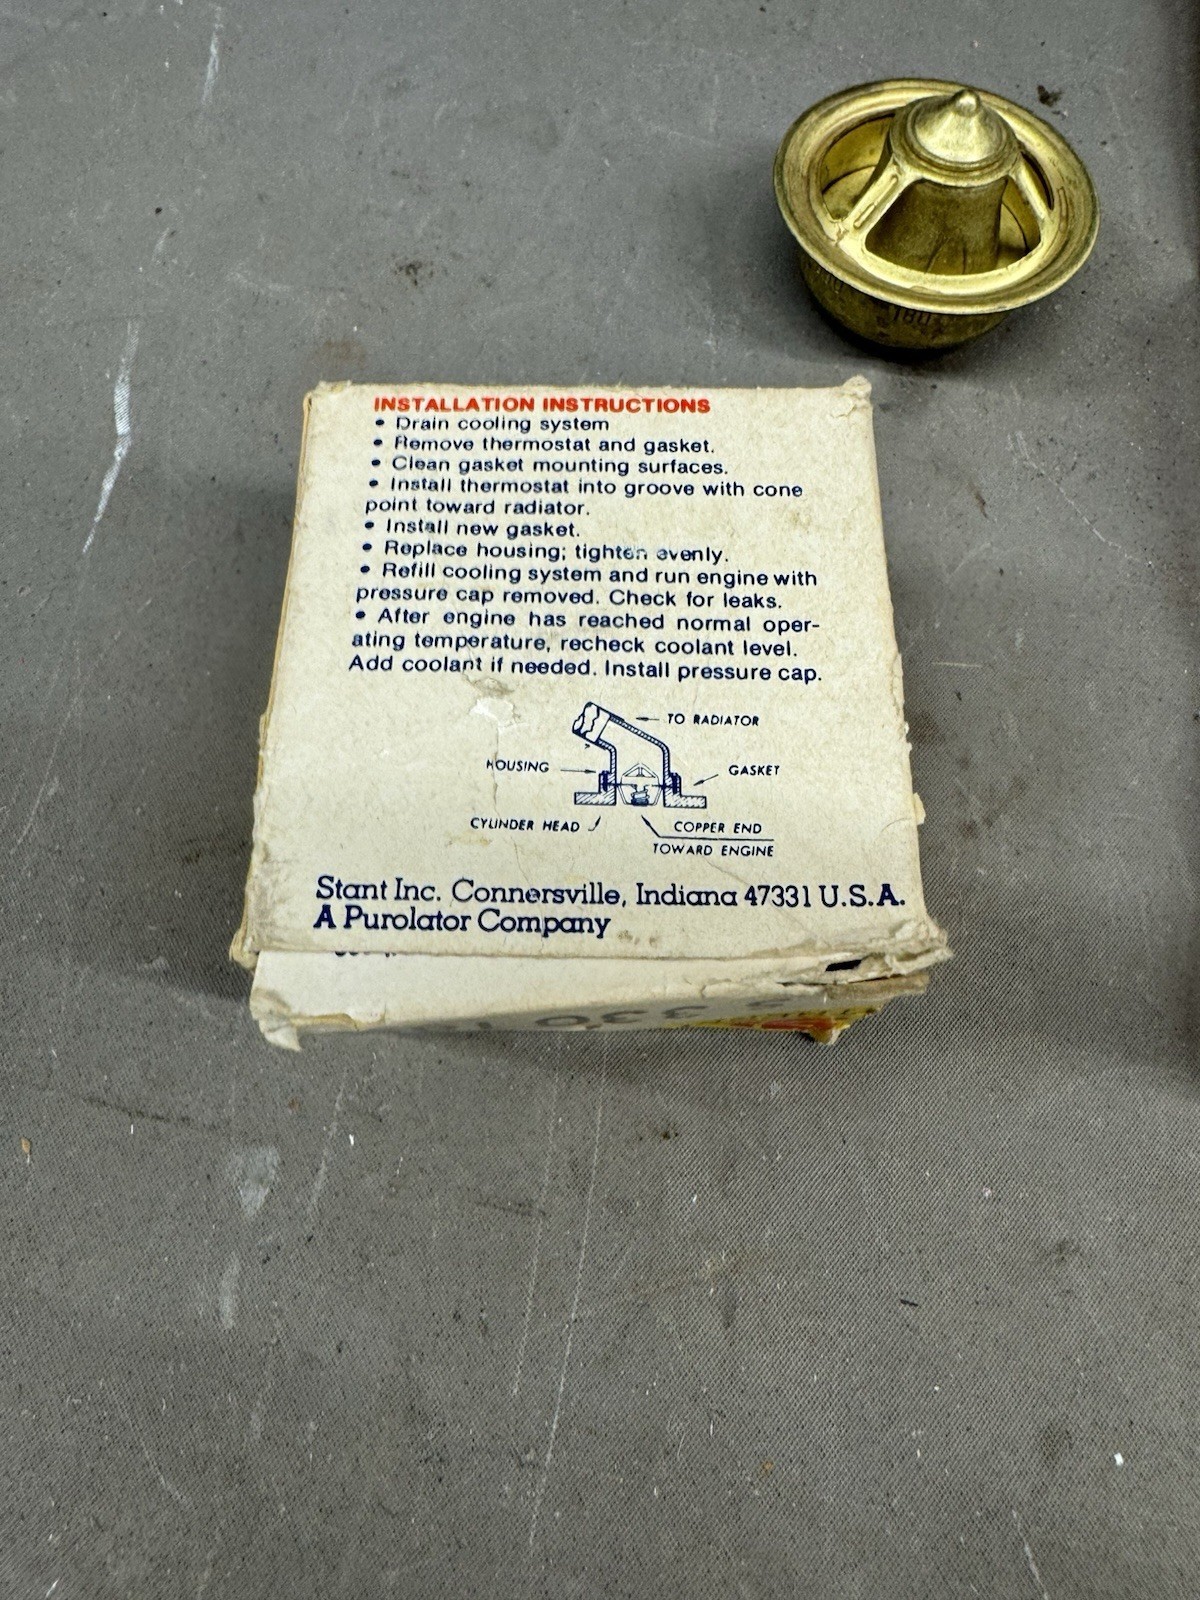 180
INSTALLATION INSTRUCTIONS
• Drain cooling system
• Remove thermostat and gasket.
• Clean gasket mounting surfaces.
• Install thermostat into groove with cone
point toward radiator.
• Install new gasket.
• Replace housing; tighten evenly.
• Refill cooling system and run engine with
pressure cap removed. Check for leaks.
• After engine has reached normal oper-
ating temperature, recheck coolant level.
Add coolant if needed. Install pressure cap.
TO RADIATOR
HOUSING
GASKET
CYLINDER HEAD
COPPER END
TOWARD ENGINE
Stant Inc. Connersville, Indiana 47331 U.S.A.
A Purolator Company